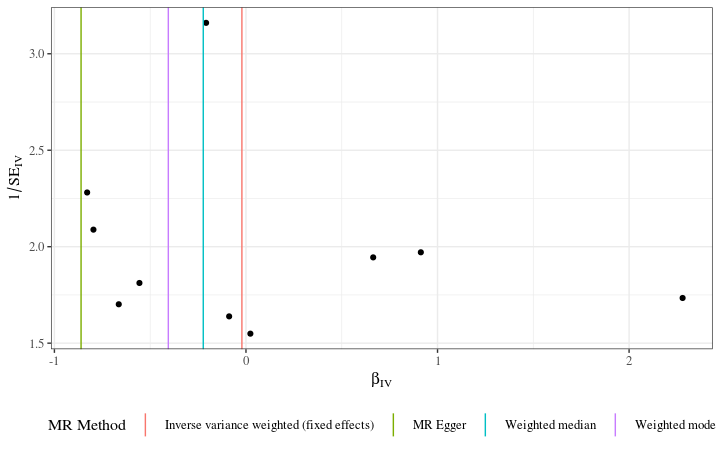 3.0
2.5
2.0
1.5
1/SE_IV
-1 0 1 2
β_IV
MR Method Inverse variance weighted (fixed effects) MR Egger Weighted median Weighted mode